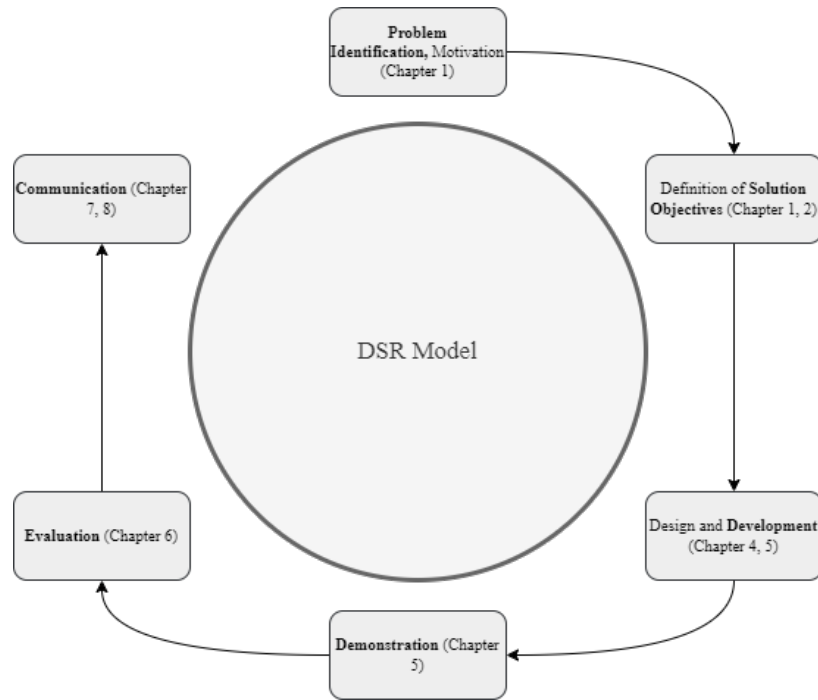 Problem
Identification, Motivation
(Chapter 1)
Definition of Solution
Objectives (Chapter 1, 2)
Design and Development
(Chapter 4, 5)
Demonstration (Chapter
5)
Evaluation (Chapter 6)
Communication (Chapter
7, 8)
DSR Model